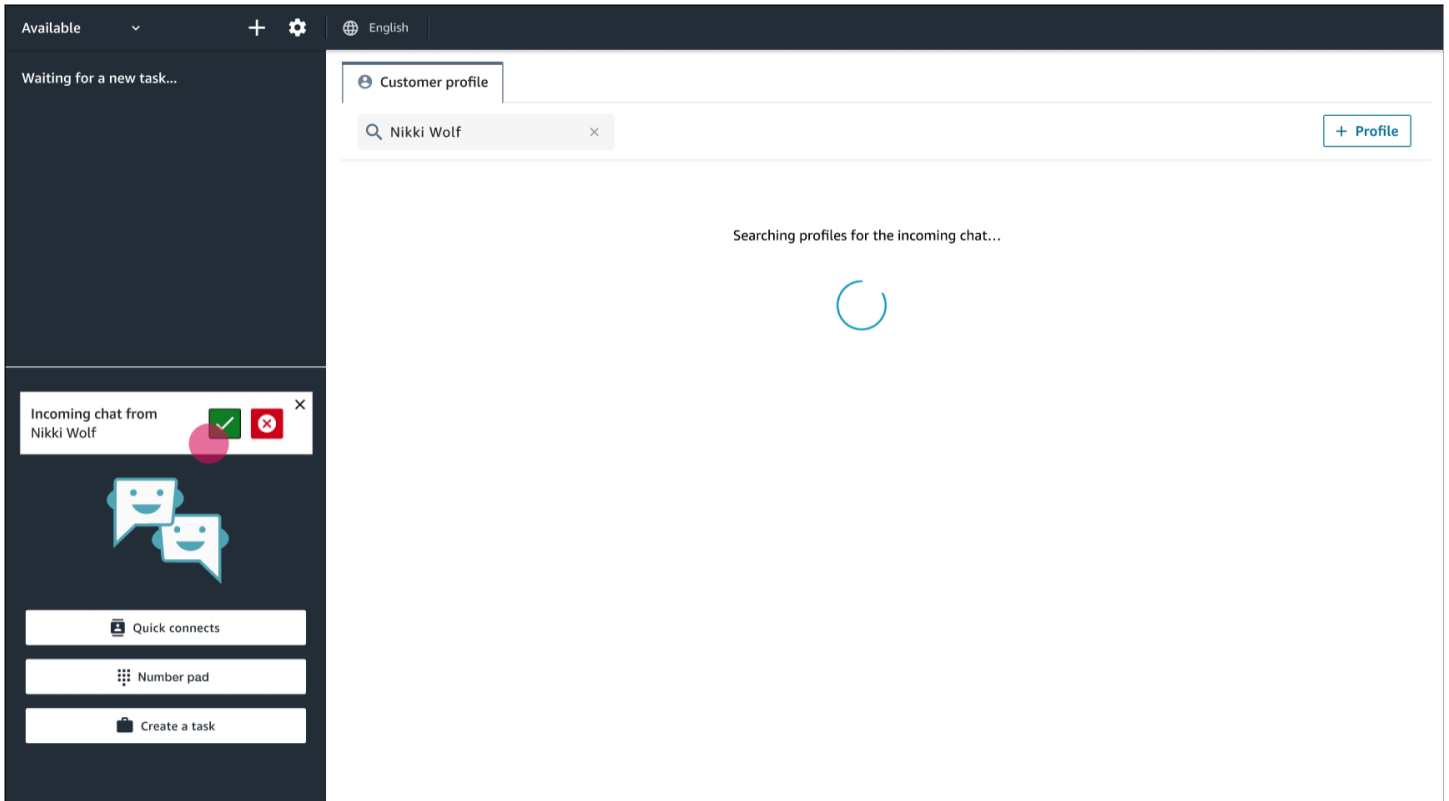 Available
English
Waiting for a new task...
Customer profile
Nikki Wolf
+ Profile
Searching profiles for the incoming chat...
Incoming chat from
Nikki Wolf
Quick connects
Number pad
Create a task